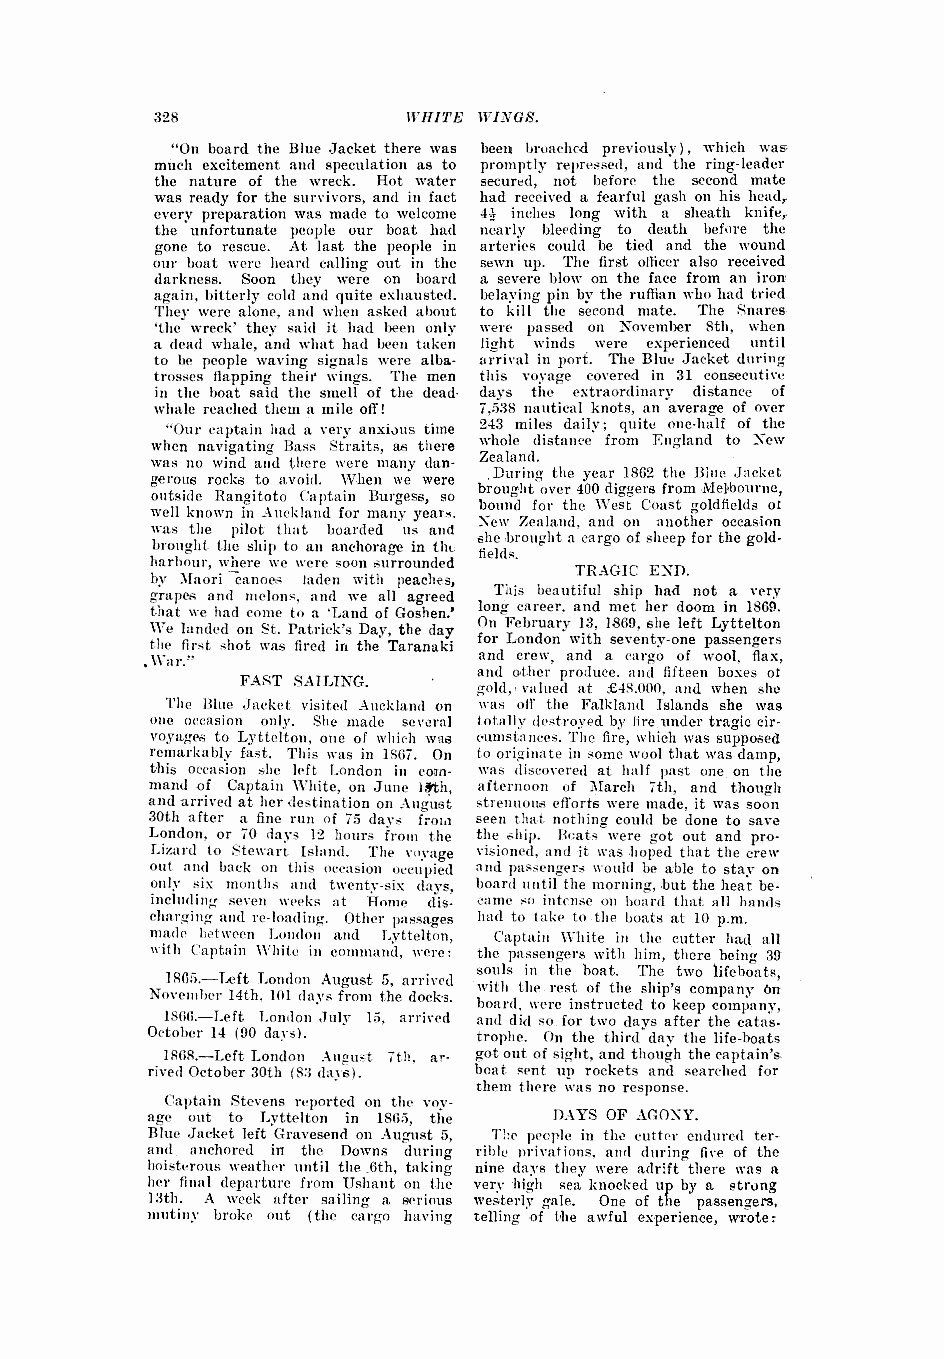 328
WHITE WINGS.
"On board the Blue Jacket there was
much excitement and speculation as to
the nature of the wreck. Hot water
was ready for the survivors, and in fact
every preparation was made to welcome
the unfortunate people our boat had
gone to rescue. At last the people in
our boat were heard calling out in the
darkness. Soon they were on board
again, bitterly cold and quite exhausted.
They were alone, and when asked about
'the wreck' they said it had been only
a dead whale, and what had been taken
to be people waving signals were alba-
trosses flapping their wings. The men
in the boat said the smell of the dead
whale reached them a mile off!
"Our captain had a very anxious time
when navigating Bass Straits, as there
was no wind and there were many dan-
gerous rocks to avoid. When we were
outside Rangitoto Captain Burgess, so
well known in Auckland for many years,
was the pilot that boarded us and
brought the ship to an anchorage in the
harbour, where we were soon surrounded
by Maori canoes laden with peaches,
grapes and melons, and we all agreed
that we had come to a 'Land of Goshen.'
We landed on St. Patrick's Day, the day
the first shot was fired in the Taranaki
War."
FAST SAILING.
The Blue Jacket visited Auckland on
one occasion only. She made several
voyages to Lyttelton, one of which was
remarkably fast. This was in 1867. On
this occasion she left London in com-
mand of Captain White, on June
and arrived at her destination on August
30th after a fine run of 75 days from
London, or 70 days 12 hours from the
Lizard to Stewart Island. The voyage
out and back on this occasion occupied
only six months and twenty-six days,
including seven weeks at Home dis-
charging and re-loading. Other passages
made between London and Lyttelton,
with Captain White in command, were:
1865.—Left London August 5, arrived
November 14th, 101 days from the docks.
1866.—Left London July 15, arrived
October 14 (90 days).
1868.—Left London August 7th, ar-
rived October 30th (83 days).
Captain Stevens reported on the voy-
age out to Lyttelton in 1865, the
Blue Jacket left Gravesend on August 5,
and anchored in the Downs during
boisterous weather until the 6th, taking
her final departure from Ushant on the
13th. A week after sailing a serious
mutiny broke out (the cargo having
been broached previously), which was
promptly repressed, and the ring-leader
secured, not before the second mate
had received a fearful gash on his head,
4½ inches long with a sheath knife,
nearly bleeding to death before the
arteries could be tied and the wound
sewn up. The first officer also received
a severe blow on the face from an iron
belaying pin by the ruffian who had tried
to kill the second mate. The Snares
were passed on November 8th, when
light winds were experienced until
arrival in port. The Blue Jacket during
this voyage covered in 31 consecutive
days the extraordinary distance of
7,538 nautical knots, an average of over
243 miles daily; quite one-half of the
whole distance from England to New
Zealand.
During the year 1862 the Blue Jacket
brought over 400 diggers from Melbourne,
bound for the West Coast goldfields of
New Zealand, and on another occasion
she brought a cargo of sheep for the gold-
fields.
TRAGIC END.
This beautiful ship had not a very
long career, and met her doom in 1869.
On February 13, 1869, she left Lyttelton
for London with seventy-one passengers
and crew, and a cargo of wool, flax,
and other produce, and fifteen boxes of
gold, valued at £48,000, and when she
was off the Falkland Islands she was
totally destroyed by fire under tragic cir-
cumstances. The fire, which was supposed
to originate in some wool that was damp,
was discovered at half past one on the
afternoon of March 7th, and though
strenuous efforts were made, it was soon
seen that nothing could be done to save
the ship. Boats were got out and pro-
visioned, and it was hoped that the crew
and passengers would be able to stay on
board until the morning, but the heat be-
came so intense on board that all hands
had to take to the boats at 10 p.m.
Captain White in the cutter had all
the passengers with him, there being 39
souls in the boat. The two lifeboats,
with the rest of the ship's company on
board, were instructed to keep company,
and did so for two days after the catas-
trophe. On the third day the life-boats
got out of sight, and though the captain's
boat sent up rockets and searched for
them there was no response.
DAYS OF AGONY.
The people in the cutter endured ter-
rible privations, and during five of the
nine days they were adrift there was a
very high sea knocked up by a strong
westerly gale. One of the passengers,
telling of the awful experience, wrote: